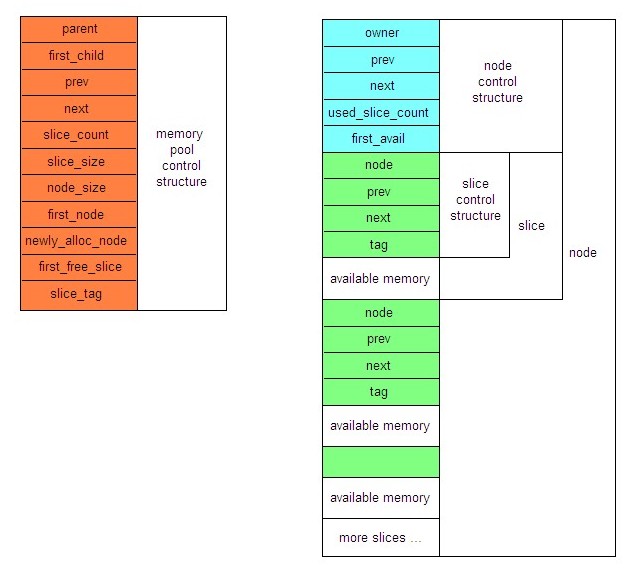 parent
first_child
prev
next
slice_count
slice_size
node_size
first_node
newly_alloc_node
first_free_slice
slice_tag
memory
pool
control
structure
owner
prev
next
used_slice_count
first_avail
node
control
structure
node
prev
next
tag
slice
control
structure
slice
node
available memory
node
prev
next
tag
available memory
available memory
more slices ...